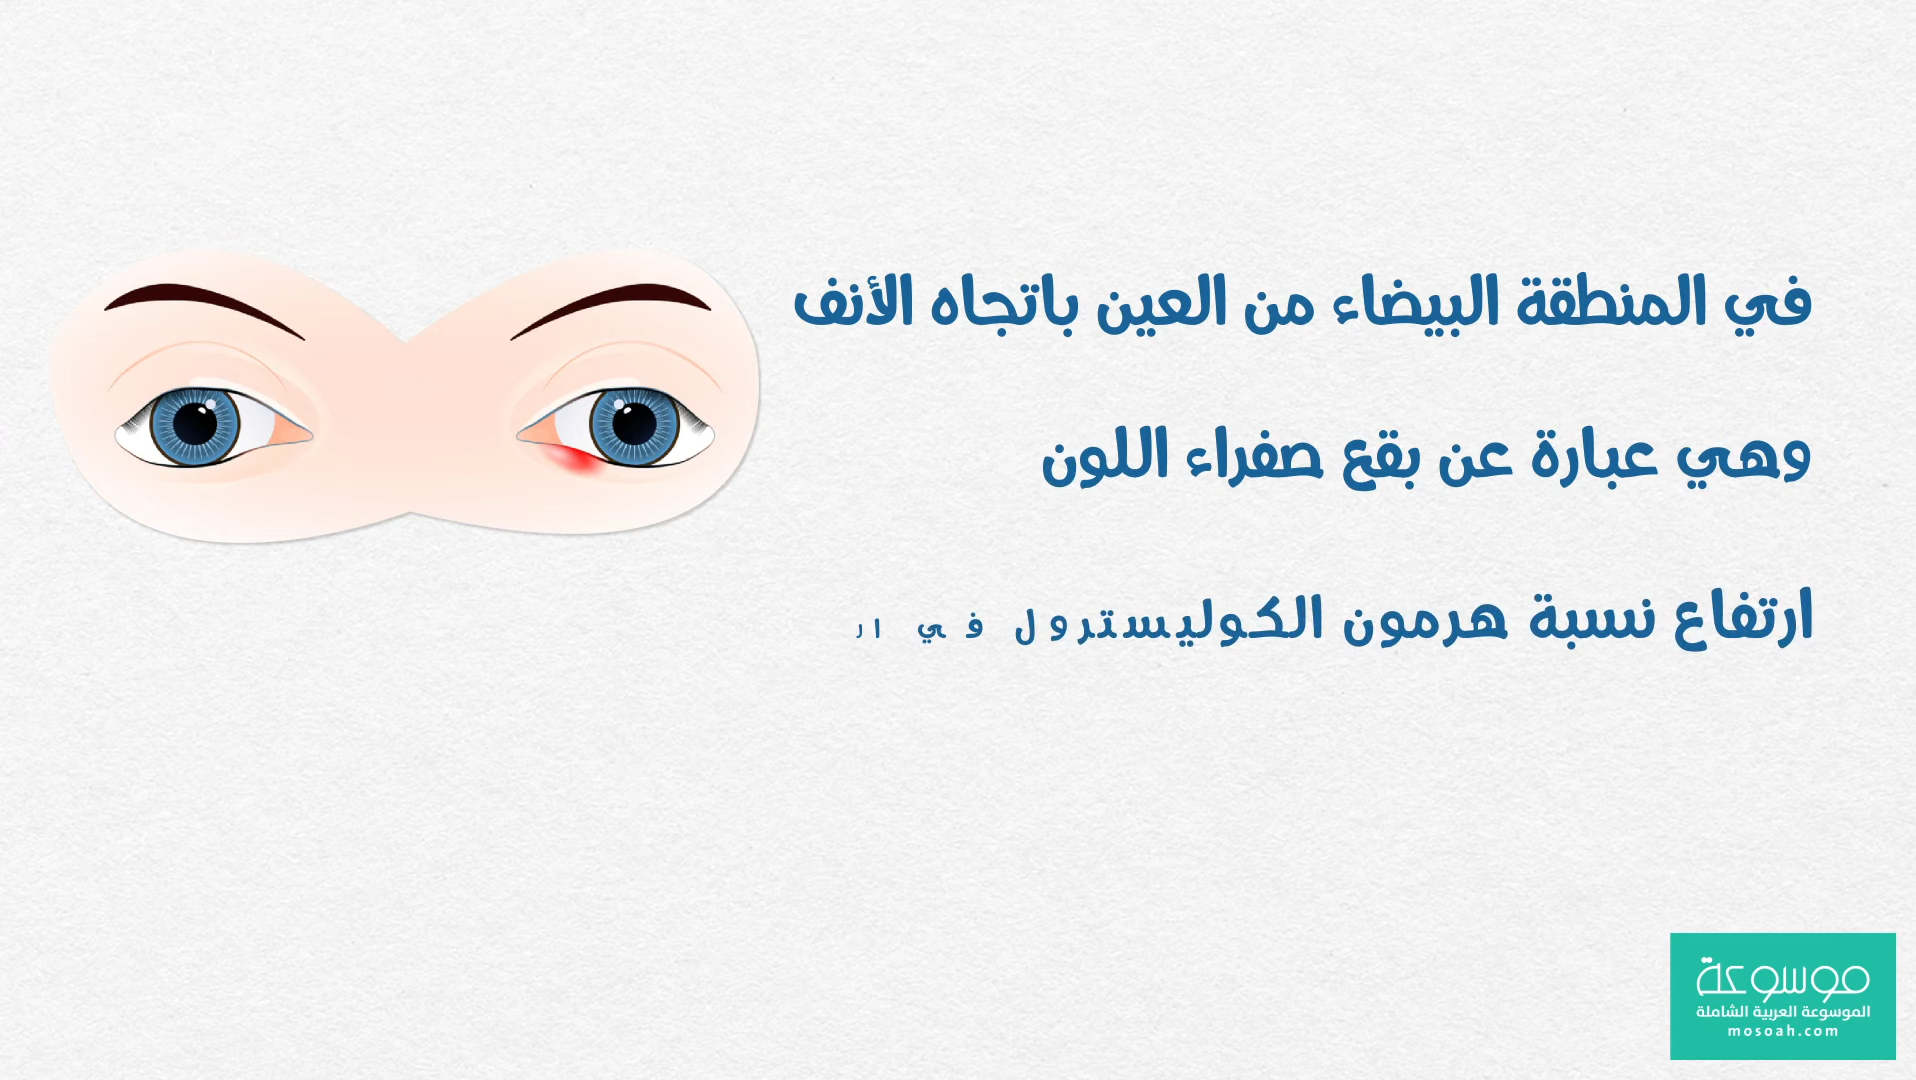 في المنطقة البيضاء من العين باتجاه الأنف
وهي عبارة عن بقع صفراء اللون
ارتفاع نسبة هرمون الكوليسترول في
موسوعة
الموسوعة العربية الشاملة
mosoah.com